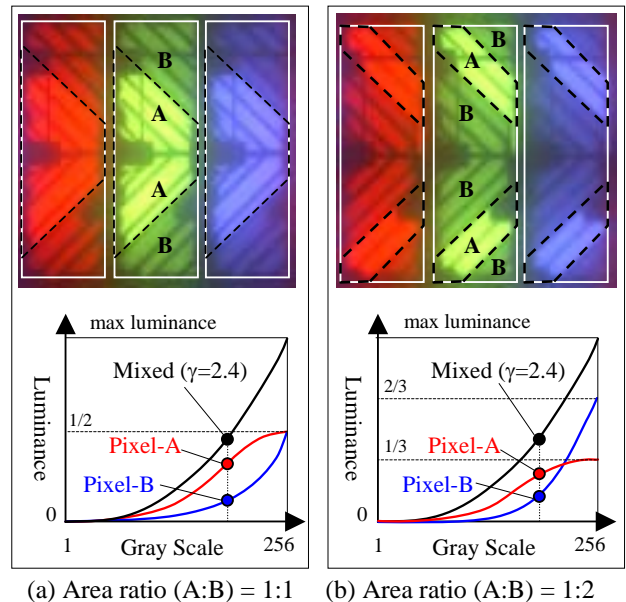 B
A
A
B
B
A
B
B
A
B
max luminance
Mixed (γ=2.4)
1/2
Pixel-A
Pixel-B
Luminance
0
1
Gray Scale
256
max luminance
Mixed (γ=2.4)
2/3
1/3
Pixel-A
Pixel-B
Luminance
0
1
Gray Scale
256
(a) Area ratio (A:B) = 1:1
(b) Area ratio (A:B) = 1:2